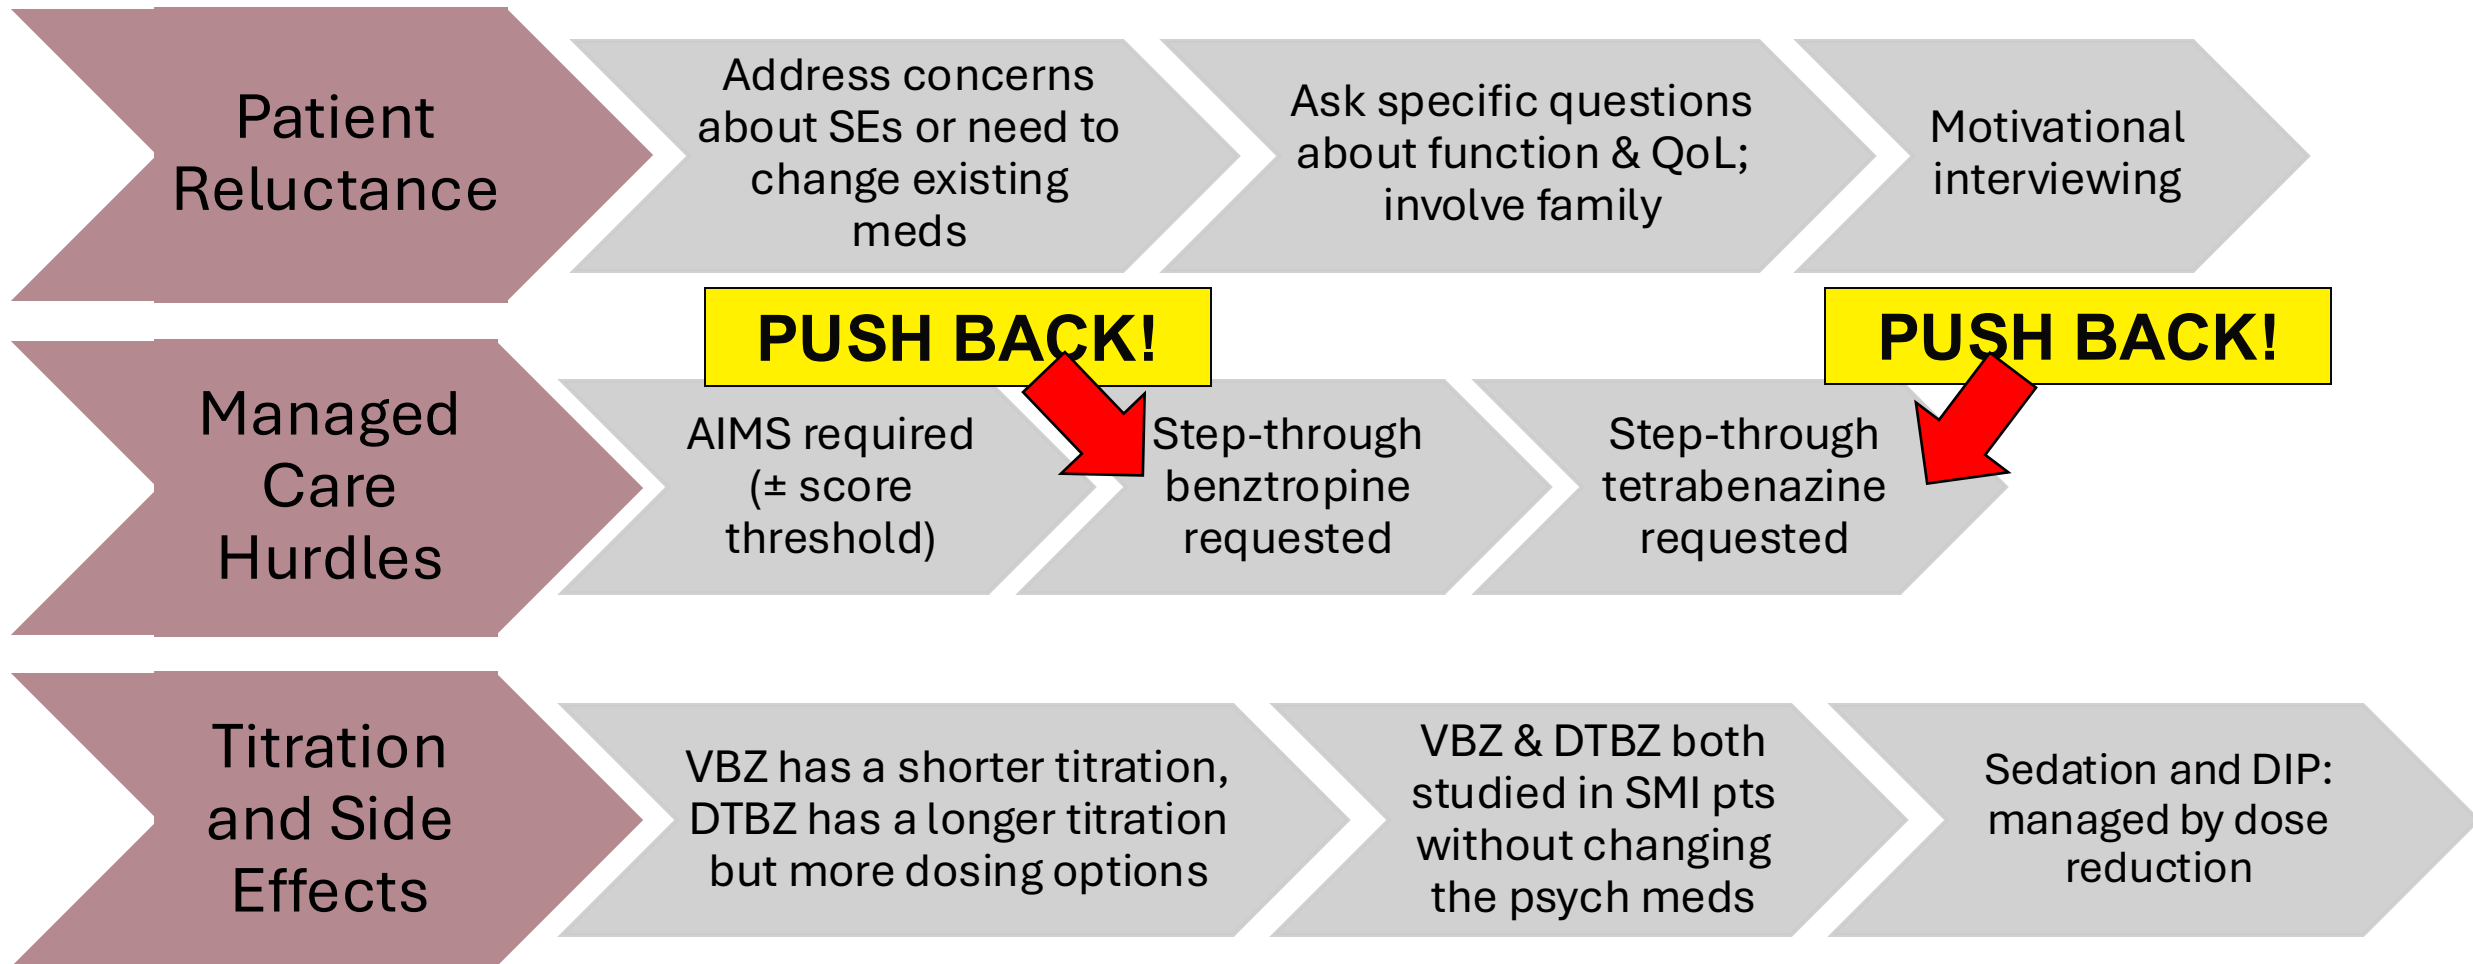 Patient
Reluctance
Address concerns
about SEs or need to
change existing
meds
Ask specific questions
about function & QoL;
involve family
Motivational
interviewing
PUSH BACK!
PUSH BACK!
Managed
Care
Hurdles
AIMS required
(± score
threshold)
Step-through
benztropine
requested
Step-through
tetrabenazine
requested
Titration
and Side
Effects
VBZ has a shorter titration,
DTBZ has a longer titration
but more dosing options
VBZ & DTBZ both
studied in SMI pts
without changing
the psych meds
Sedation and DIP:
managed by dose
reduction